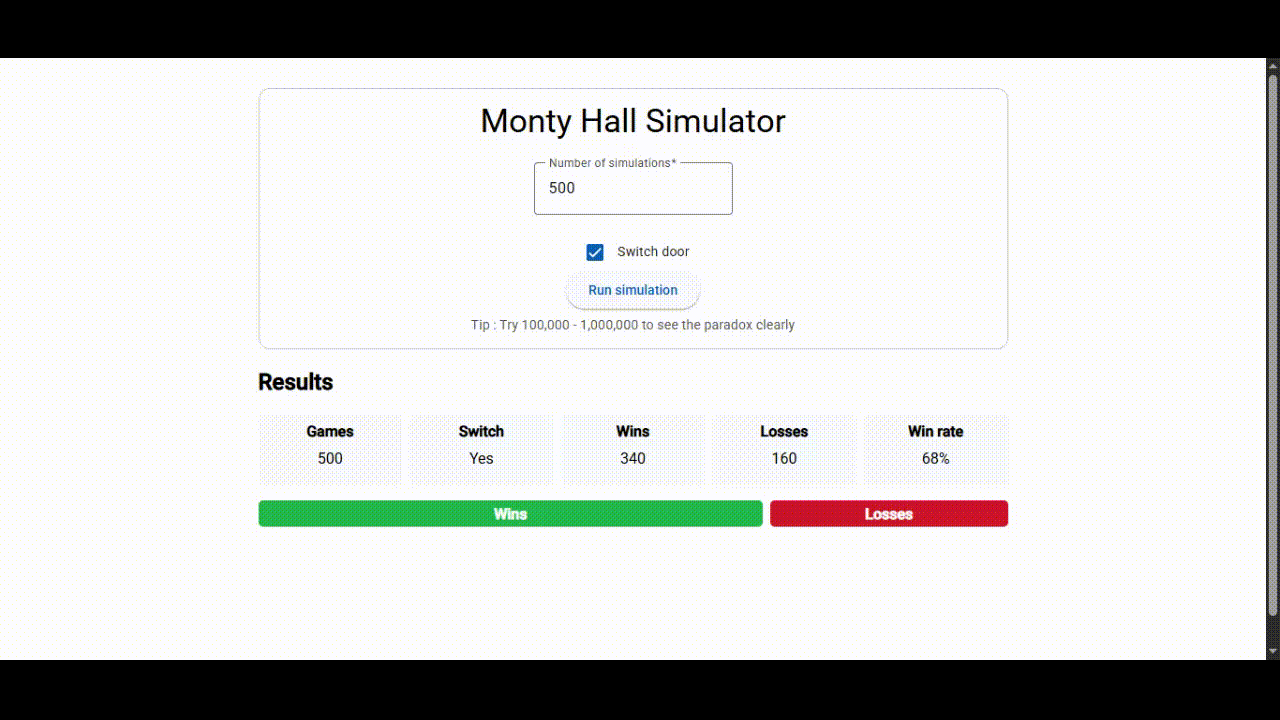 Monty Hall Simulator
Number of simulations*
500
Switch door
Run simulation
Tip : Try 100,000 - 1,000,000 to see the paradox clearly
Results
Games Switch Wins Losses Win rate
500 Yes 340 160 68%
Wins Losses